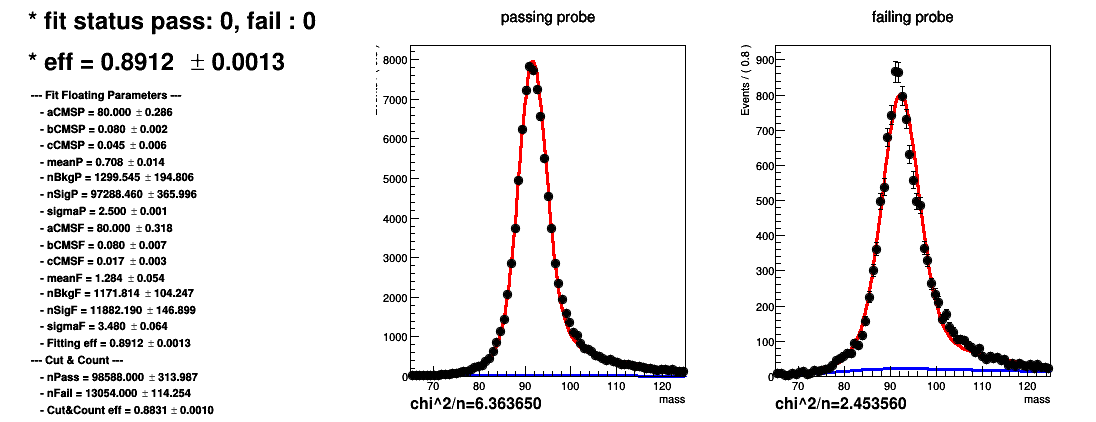 * fit status pass: 0, fail : 0
* eff = 0.8912 ± 0.0013
--- Fit Floating Parameters ---
- aCMSP = 80.000 ± 0.286
- bCMSP = 0.080 ± 0.002
- cCMSP = 0.045 ± 0.006
- meanP = 0.708 ± 0.014
- nBkgP = 1299.545 ± 194.806
- nSigP = 97288.460 ± 365.996
- sigmaP = 2.500 ± 0.001
- aCMSF = 80.000 ± 0.318
- bCMSF = 0.080 ± 0.007
- cCMSF = 0.017 ± 0.003
- meanF = 1.284 ± 0.054
- nBkgF = 1171.814 ± 104.247
- nSigF = 11882.190 ± 146.899
- sigmaF = 3.480 ± 0.064
- Fitting eff = 0.8912 ± 0.0013
--- Cut & Count ---
- nPass = 98588.000 ± 313.987
- nFail = 13054.000 ± 114.254
- Cut&Count eff = 0.8831 ± 0.0010
passing probe
8000
7000
6000
5000
4000
3000
2000
1000
0
70 80 90 100 110 120
mass
chi^2/n=6.363650
failing probe
Events / ( 0.8 )
900
800
700
600
500
400
300
200
100
0
70 80 90 100 110 120
mass
chi^2/n=2.453560